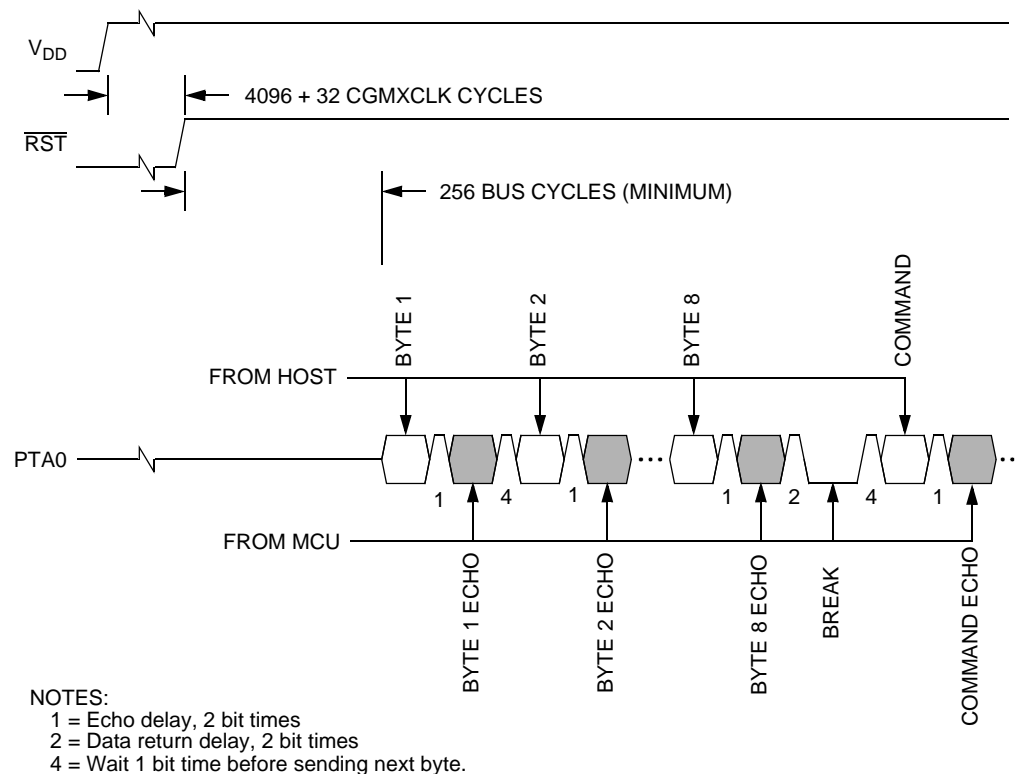 VDD
4096 + 32 CGMXCLK CYCLES
RST
256 BUS CYCLES (MINIMUM)
BYTE 1
BYTE 2
BYTE 8
COMMAND
FROM HOST
PTA0
1
4
1
1
2
4
1
FROM MCU
BYTE 1 ECHO
BYTE 2 ECHO
BYTE 8 ECHO
BREAK
COMMAND ECHO
NOTES:
1 = Echo delay, 2 bit times
2 = Data return delay, 2 bit times
4 = Wait 1 bit time before sending next byte.